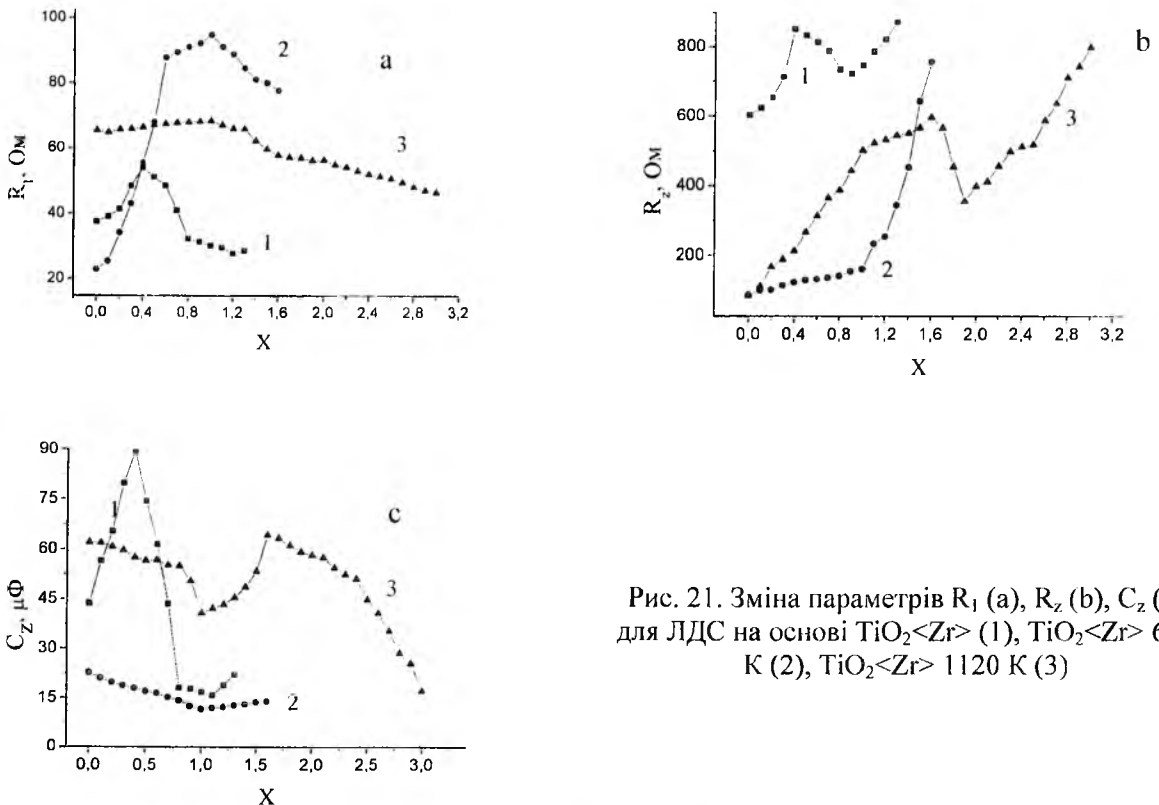 100
80
60
40
20
0,0 0,4 0,8 1,2 1,6 2,0 2,4 2,8 3,2
R₁, Ом
X
a
2
3
1
800
600
400
200
0,0 0,4 0,8 1,2 1,6 2,0 2,4 2,8 3,2
R_z, Ом
X
b
1
3
2
90
75
60
45
30
15
0
0,0 0,5 1,0 1,5 2,0 2,5 3,0
C_Z, µФ
X
1
c
3
2
Рис. 21. Зміна параметрів R₁ (a), R_z (b), C_z (
для ЛДС на основі TiO₂<Zr> (1), TiO₂<Zr> 6
К (2), TiO₂<Zr> 1120 К (3)